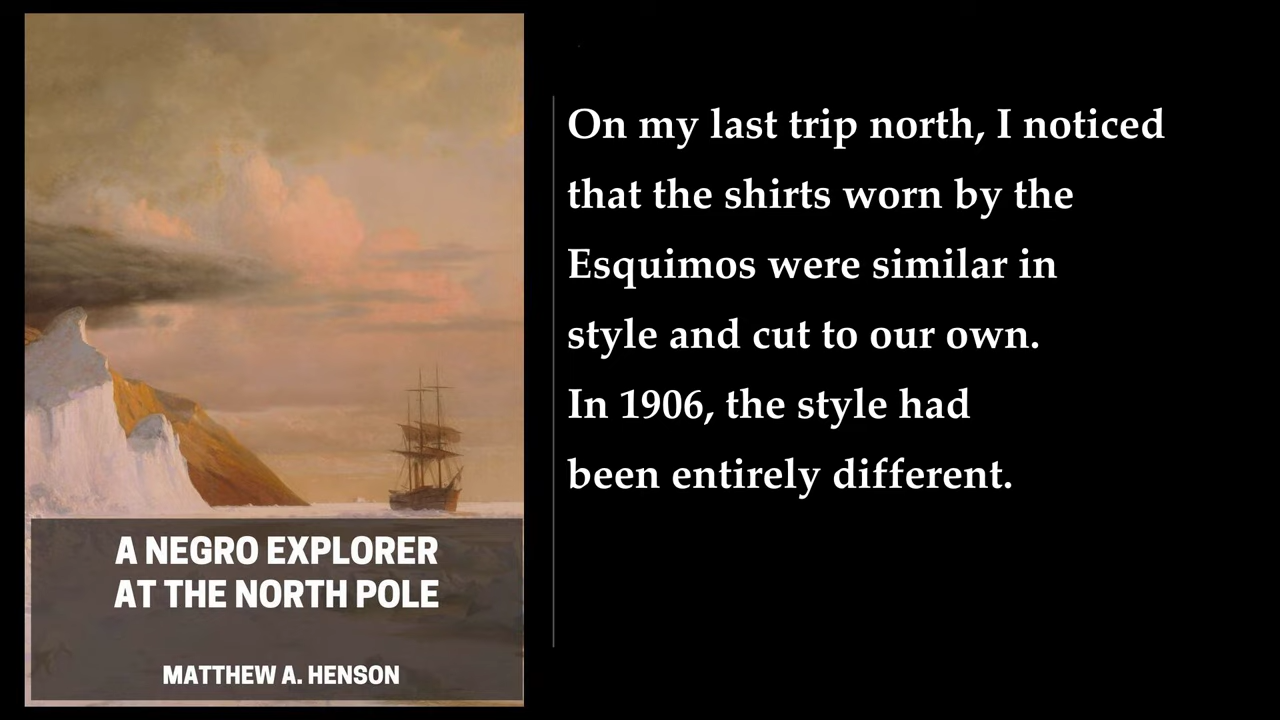 A NEGRO EXPLORER
AT THE NORTH POLE
MATTHEW A. HENSON
On my last trip north, I noticed
that the shirts worn by the
Esquimos were similar in
style and cut to our own.
In 1906, the style had
been entirely different.